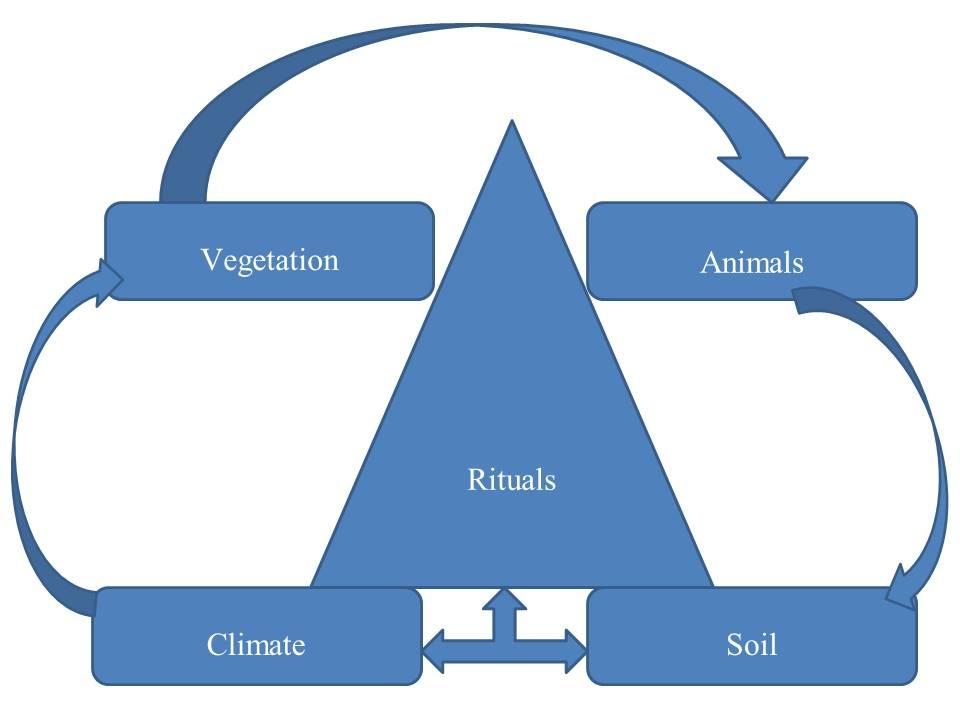 Vegetation
Animals
Rituals
Climate
Soil